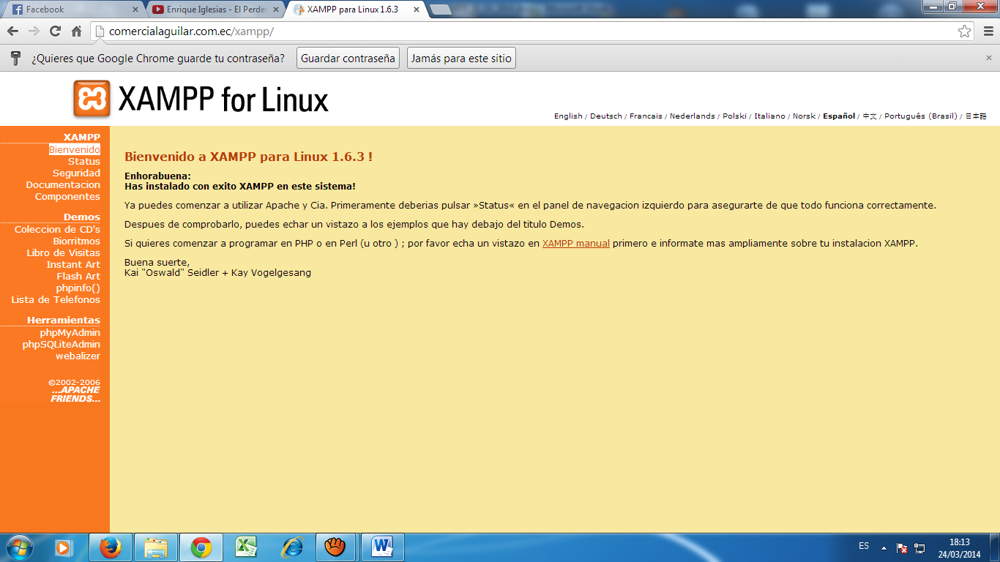 Facebook
Enrique Iglesias - El Perde
XAMPP para Linux 1.6.3
comercialaguilar.com.ec/xampp/
¿Quieres que Google Chrome guarde tu contraseña? Guardar contraseña Jamás para este sitio
XAMPP for Linux
English / Deutsch / Francais / Nederlands / Polski / Italiano / Norsk / Español / 中文 / Português (Brasil) / 日本語
XAMPP
Bienvenido
Status
Seguridad
Documentacion
Componentes
Demos
Coleccion de CD's
Biorritmos
Libro de Visitas
Instant Art
Flash Art
phpinfo()
Lista de Telefonos
Herramientas
phpMyAdmin
phpSQLiteAdmin
webalizer
©2002-2006
...APACHE
FRIENDS...
Bienvenido a XAMPP para Linux 1.6.3 !
Enhorabuena:
Has instalado con exito XAMPP en este sistema!
Ya puedes comenzar a utilizar Apache y Cia. Primeramente deberias pulsar »Status« en el panel de navegacion izquierdo para asegurarte de que todo funciona correctamente.
Despues de comprobarlo, puedes echar un vistazo a los ejemplos que hay debajo del titulo Demos.
Si quieres comenzar a programar en PHP o en Perl (u otro ) ; por favor echa un vistazo en XAMPP manual primero e informate mas ampliamente sobre tu instalacion XAMPP.
Buena suerte,
Kai "Oswald" Seidler + Kay Vogelgesang
ES
18:13
24/03/2014